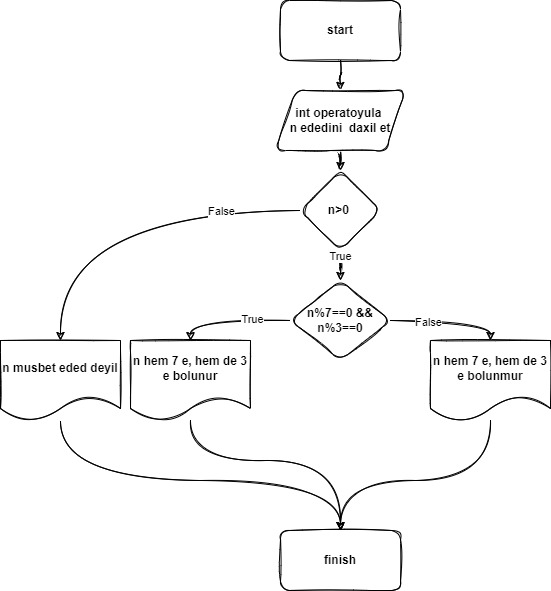 start
int operatoyula
n ededini daxil et
n>0
False
True
n%7==0 &&
n%3==0
True
False
n musbet eded deyil
n hem 7 e, hem de 3
e bolunur
n hem 7 e, hem de 3
e bolunmur
finish